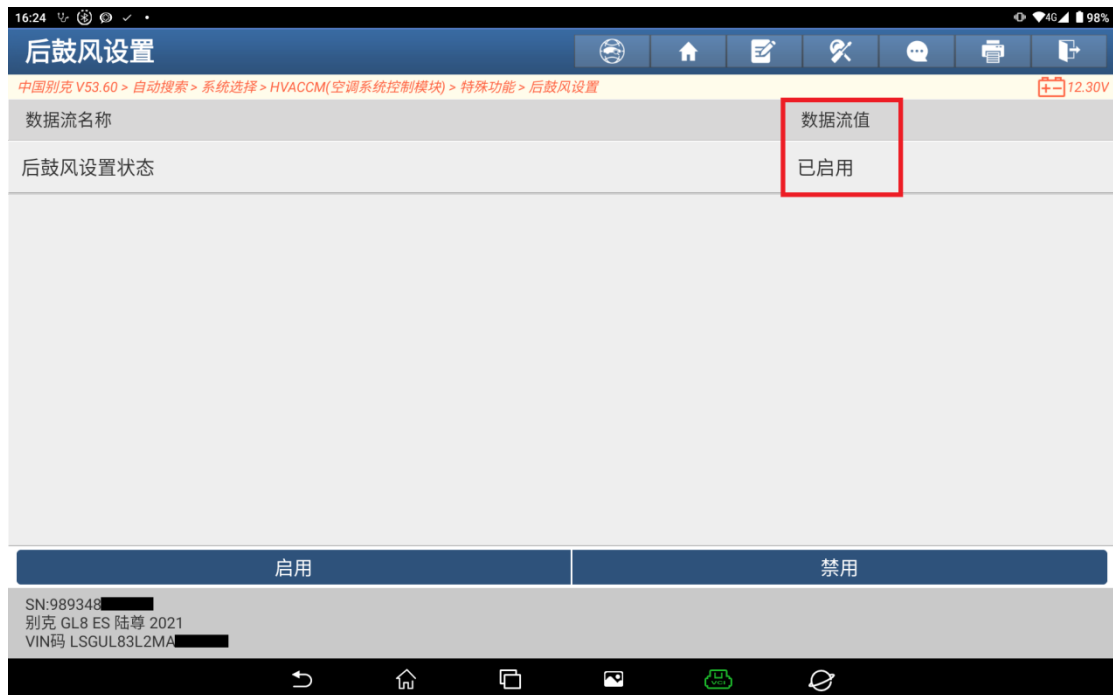 16:24
4G 98%
后鼓风设置
中国别克 V53.60 > 自动搜索 > 系统选择 > HVACCM(空调系统控制模块) > 特殊功能 > 后鼓风设置
12.30V
数据流名称 数据流值
后鼓风设置状态 已启用
启用 禁用
SN:989348
别克 GL8 ES 陆尊 2021
VIN码 LSGUL83L2MA
VCI